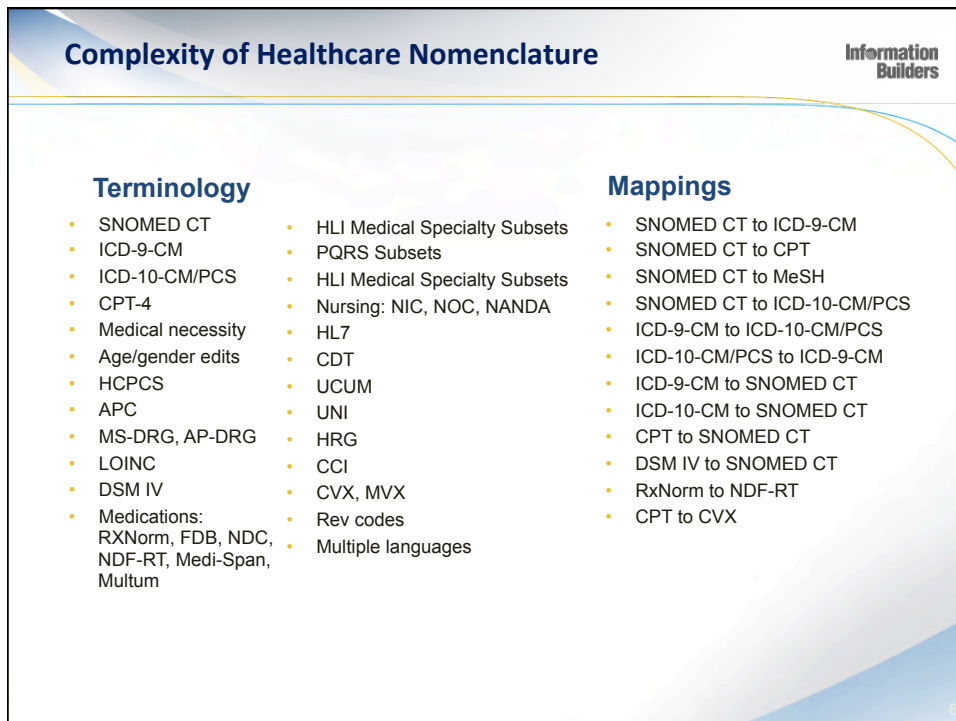 Complexity of Healthcare Nomenclature
Information
Builders
Terminology
• SNOMED CT
• ICD-9-CM
• ICD-10-CM/PCS
• CPT-4
• Medical necessity
• Age/gender edits
• HCPCS
• APC
• MS-DRG, AP-DRG
• LOINC
• DSM IV
• Medications:
RXNorm, FDB, NDC,
NDF-RT, Medi-Span,
Multum
• HLI Medical Specialty Subsets
• PQRS Subsets
• HLI Medical Specialty Subsets
• Nursing: NIC, NOC, NANDA
• HL7
• CDT
• UCUM
• UNI
• HRG
• CCI
• CVX, MVX
• Rev codes
• Multiple languages
Mappings
• SNOMED CT to ICD-9-CM
• SNOMED CT to CPT
• SNOMED CT to MeSH
• SNOMED CT to ICD-10-CM/PCS
• ICD-9-CM to ICD-10-CM/PCS
• ICD-10-CM/PCS to ICD-9-CM
• ICD-9-CM to SNOMED CT
• ICD-10-CM to SNOMED CT
• CPT to SNOMED CT
• DSM IV to SNOMED CT
• RxNorm to NDF-RT
• CPT to CVX
6